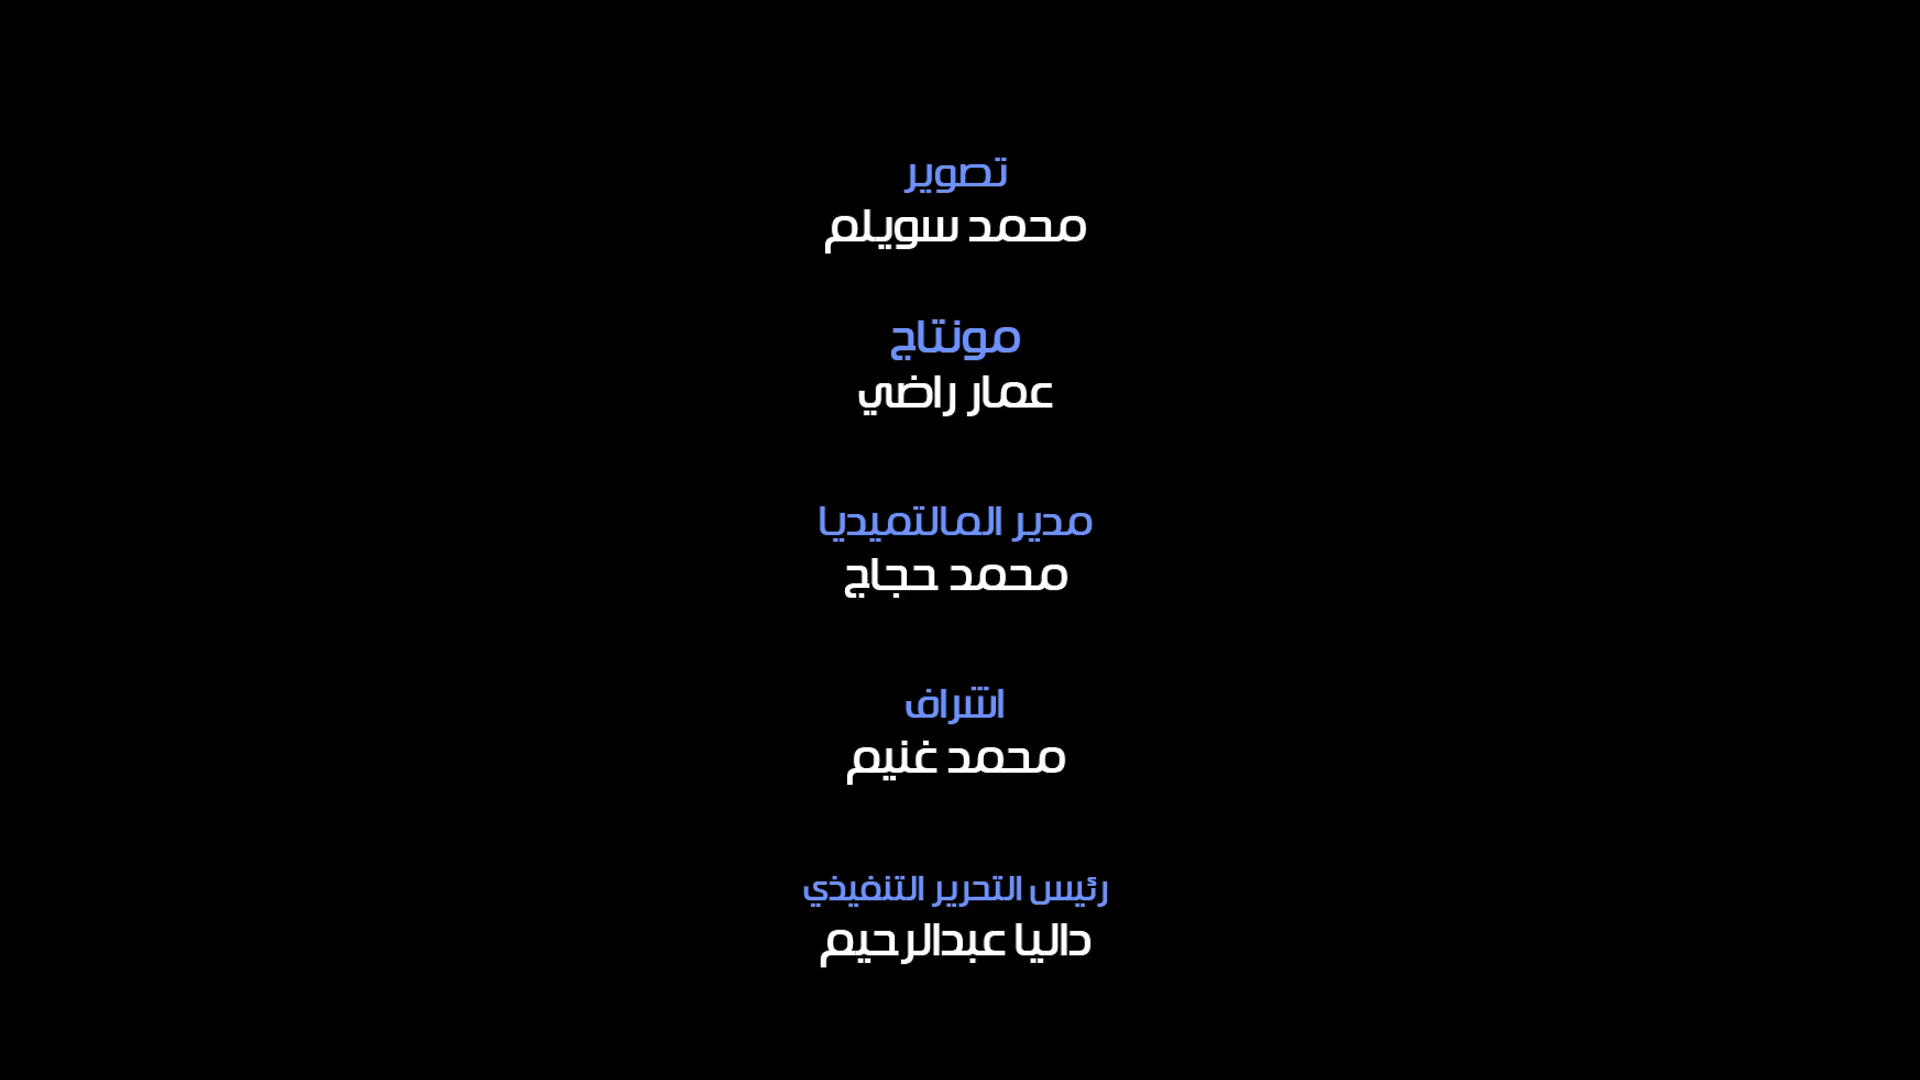 تصوير
محمد سويلم
مونتاج
عمار راضي
مدير المالتميديا
محمد حجاج
اشراف
محمد غنيم
رئيس التحرير التنفيذي
داليا عبدالرحيم